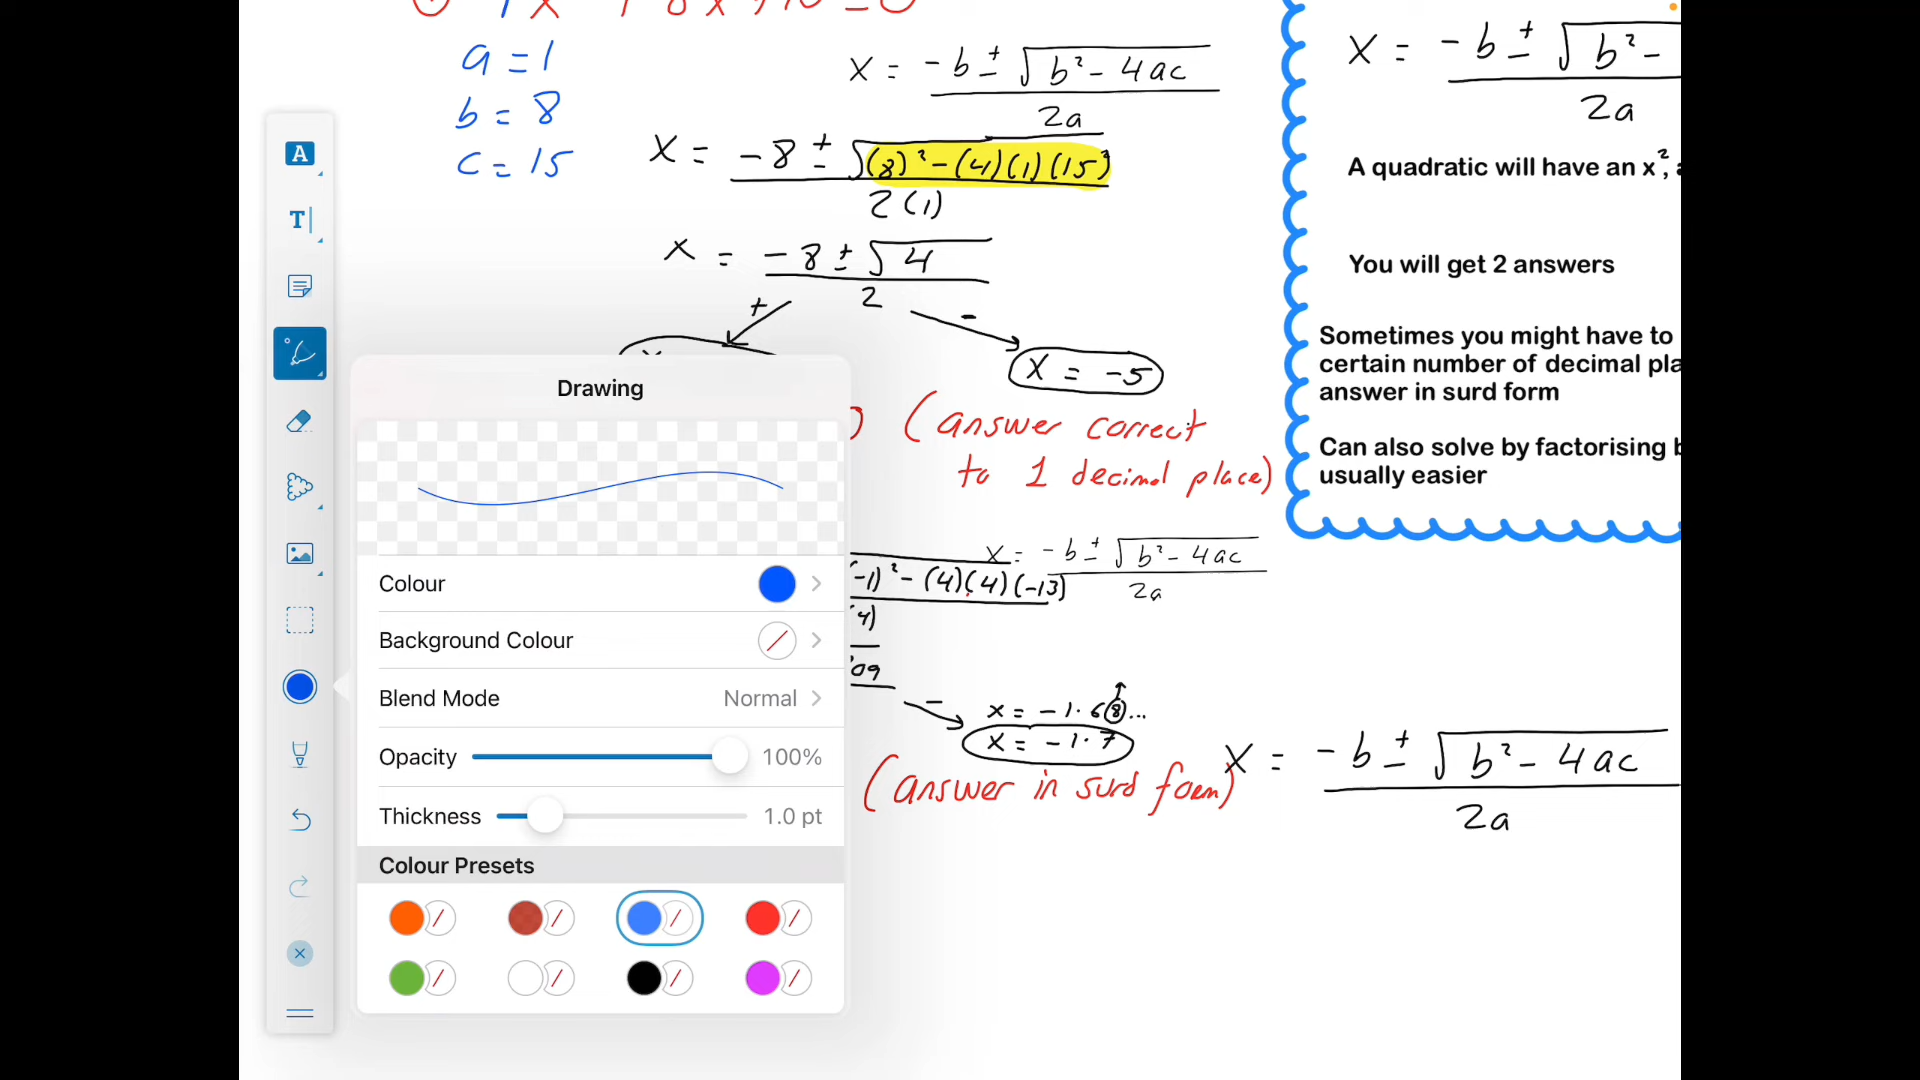 a = 1
b = 8
c = 15
x = -b ± √b² - 4ac
2a
x = -8 ± √(8)² - (4)(1)(15)
2(1)
x = -8 ± √4
2
+
-
x = -5
(answer correct
to 1 decimal place)
x = -b ± √b² - 4ac
2a
-1)² - (4)(4)(-13)
4)
09
-
x = -1.68...
x = -1.7
(answer in surd form)
x = -b ± √b² - 4ac
2a
x = -b ± √b² -
2a
A quadratic will have an x²,
You will get 2 answers
Sometimes you might have to
certain number of decimal pla
answer in surd form
Can also solve by factorising b
usually easier
A
T
Drawing
Colour
Background Colour
Blend Mode Normal
Opacity 100%
Thickness 1.0 pt
Colour Presets